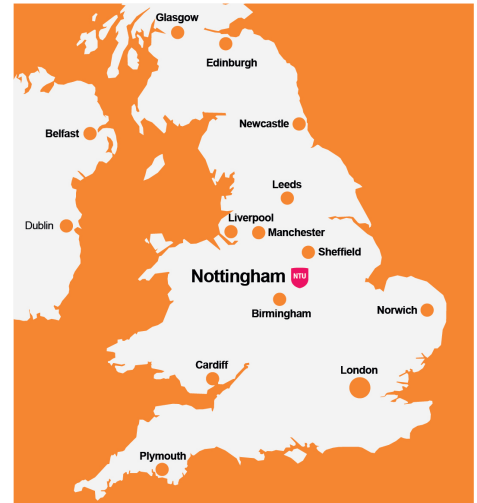 Glasgow
Edinburgh
Newcastle
Belfast
Leeds
Liverpool
Dublin
Manchester
Sheffield
Nottingham NTU
Birmingham
Norwich
Cardiff
London
Plymouth